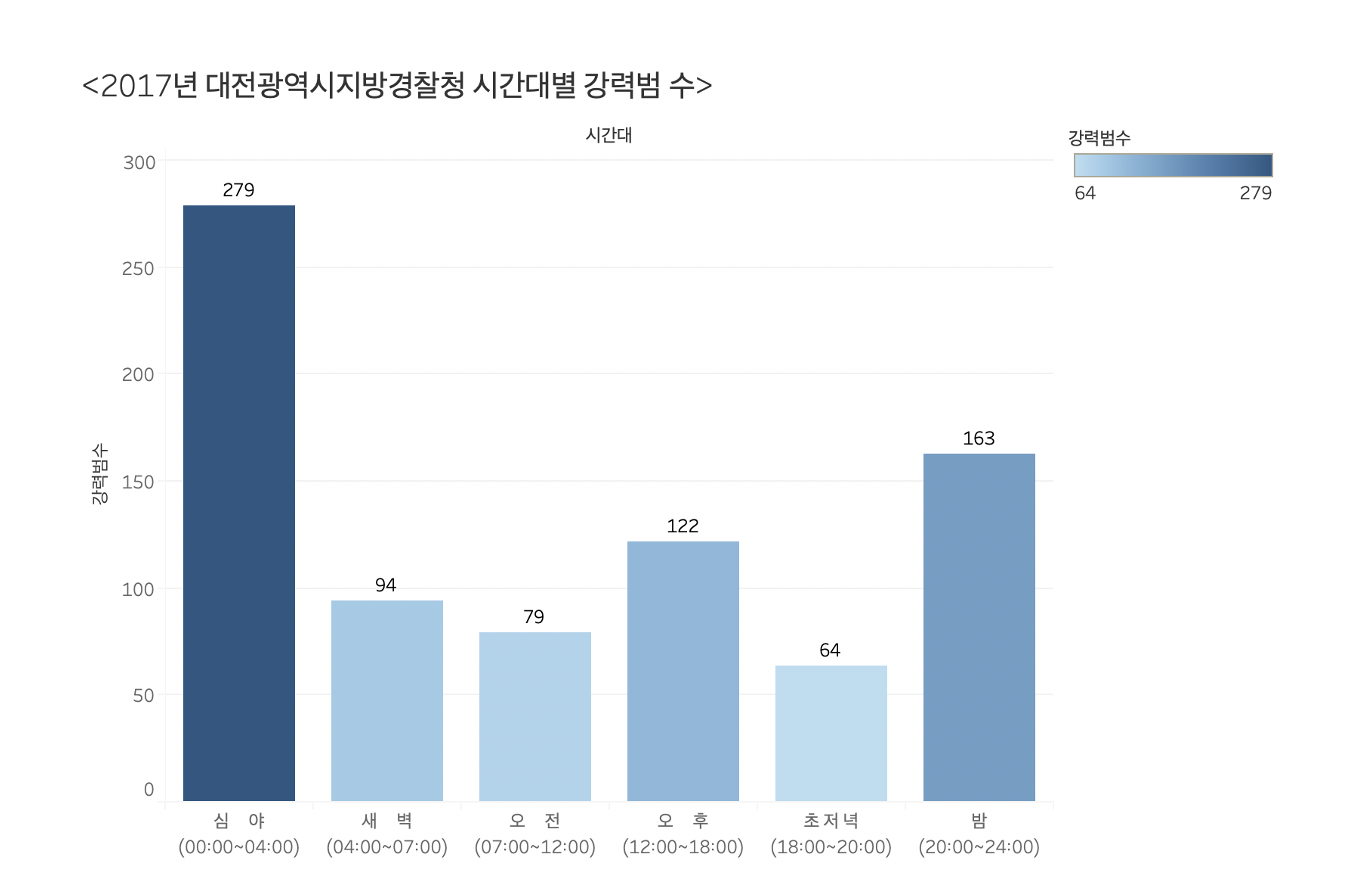 <2017년 대전광역시지방경찰청 시간대별 강력범 수>
시간대
강력범수
64 279
강력범수
300
250
200
150
100
50
0
279
94
79
122
64
163
심 야
(00:00~04:00)
새 벽
(04:00~07:00)
오 전
(07:00~12:00)
오 후
(12:00~18:00)
초저녁
(18:00~20:00)
밤
(20:00~24:00)